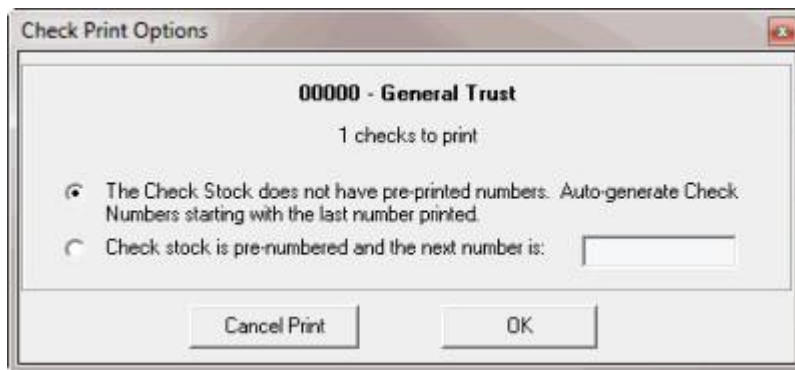 Check Print Options
00000 - General Trust
1 checks to print
The Check Stock does not have pre-printed numbers. Auto-generate Check
Numbers starting with the last number printed.
Check stock is pre-numbered and the next number is:
Cancel Print
OK